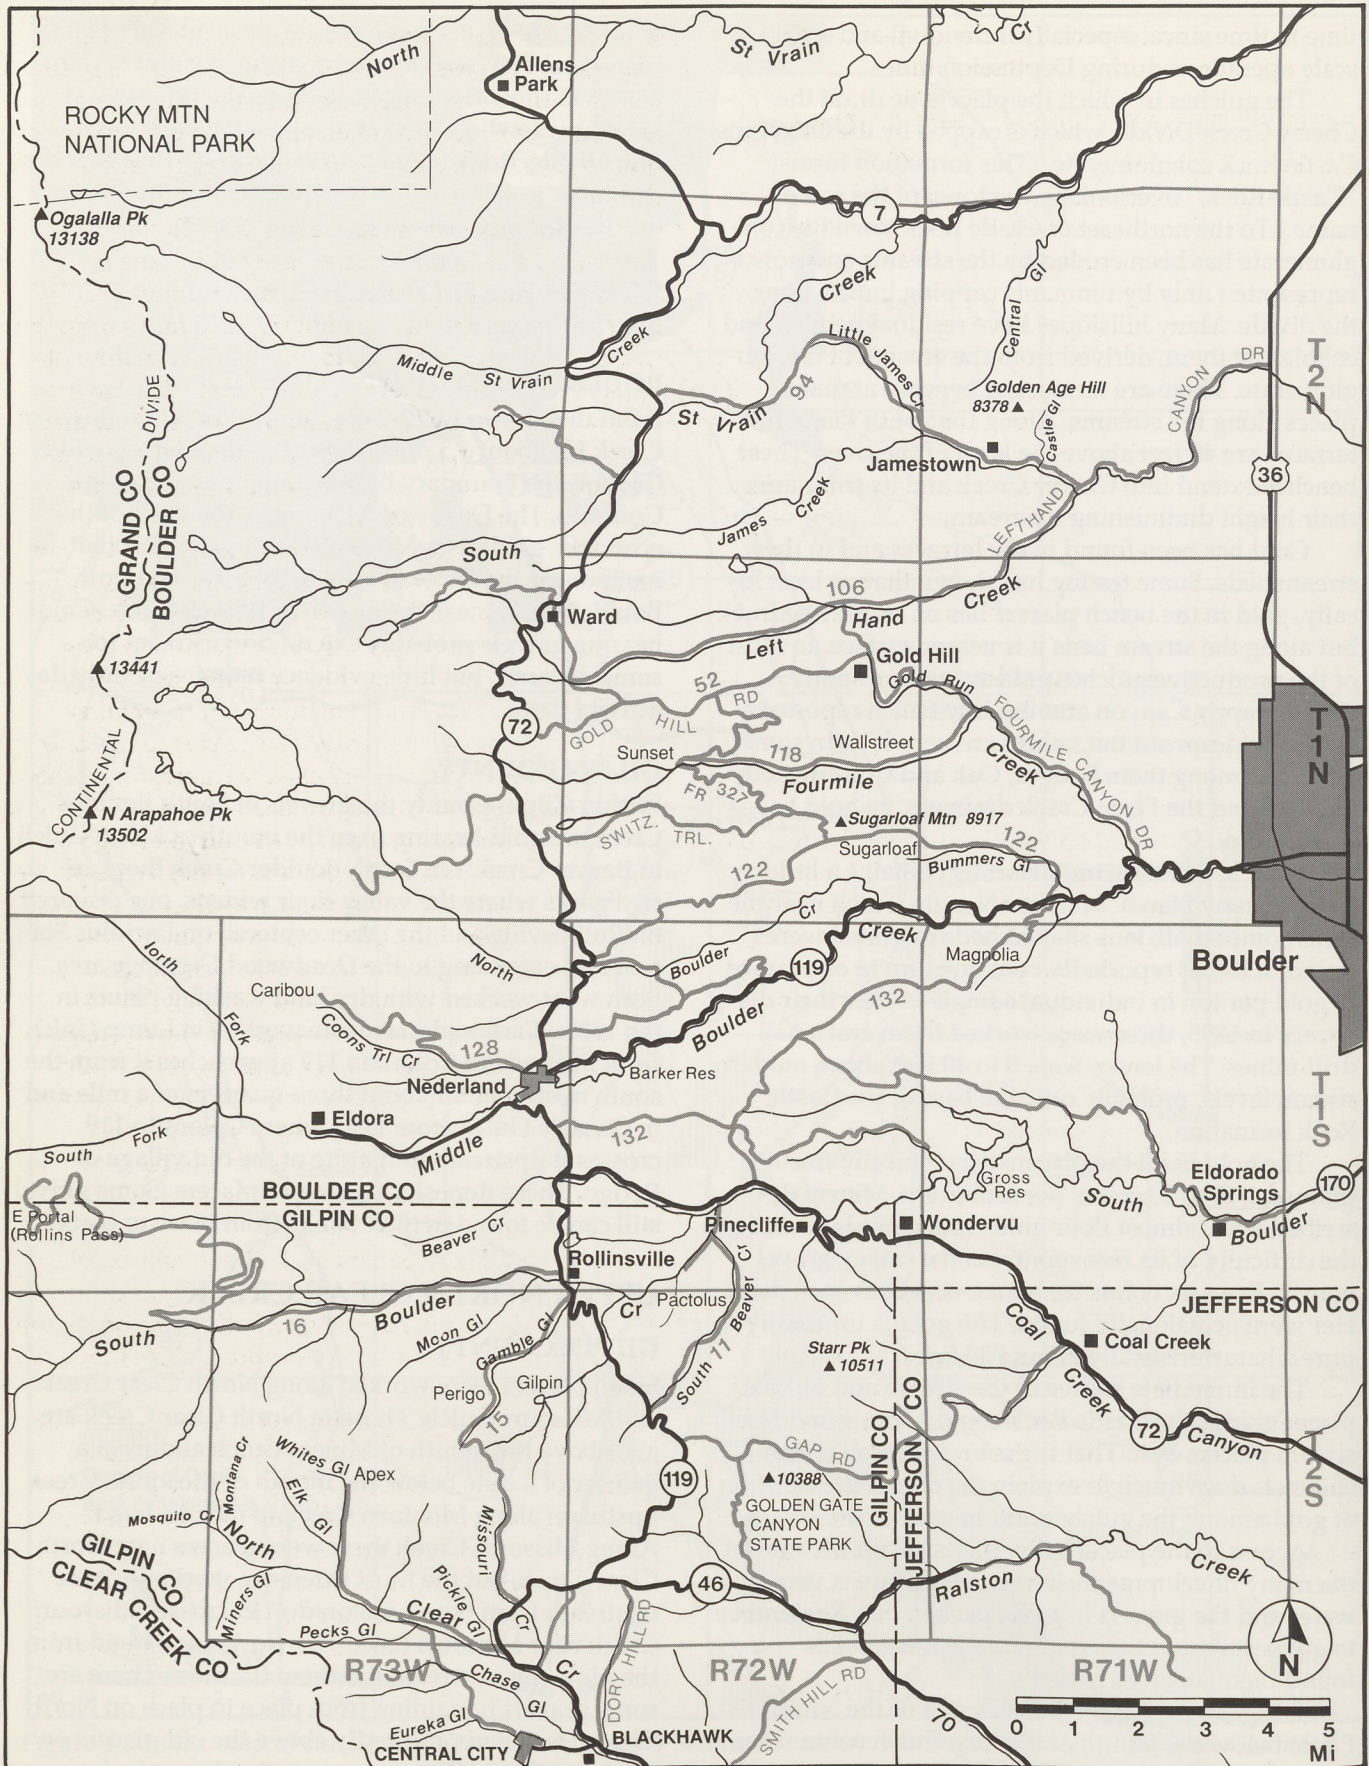 North
St Vrain
Cr
Allens
Park
ROCKY MTN
NATIONAL PARK
Ogalalla Pk
13138
7
Creek
Central Gl
Little James Cr
T
2
N
DR
CANYON
Middle St Vrain Creek
94
St Vrain
Golden Age Hill
8378
Castle Gl
Jamestown
36
DIVIDE
GRAND CO
BOULDER CO
James Creek
LEFTHAND
South
106
Creek
Ward
Hand
Left
13441
Gold Hill
Gold Run
52
RD
HILL
GOLD
72
T
1
N
FOURMILE CANYON DR
Sunset
118
Wallstreet
Creek
Fourmile
CONTINENTAL
FR 327
N Arapahoe Pk
13502
SWITZ. TRL.
Sugarloaf Mtn 8917
122
Sugarloaf
Bummers Gl
122
Cr
Creek
Boulder
North
Boulder
119
Magnolia
132
North
Fork
Caribou
Coons Trl Cr
128
Boulder
Nederland
Barker Res
Eldora
132
T
1
S
South
Fork
Middle
Gross
Res
South
Eldorado
Springs
170
Boulder
BOULDER CO
GILPIN CO
E Portal
(Rollins Pass)
Beaver Cr
Pinecliffe
Wondervu
Rollinsville
Cr
Pactolus
South Beaver Cr
JEFFERSON CO
16
South
Boulder
Cr
Moon Gl
Gamble Gl
Coal
Creek
Coal Creek
Starr Pk
10511
Perigo
Gilpin
15
77
72
Canyon
GILPIN CO
JEFFERSON CO
T
2
S
Whites Gl
Apex
Elk
Gl
Montana Cr
GAP RD
119
10388
GOLDEN GATE
CANYON
STATE PARK
Mosquito Cr
North
Missouri
Cr
GILPIN CO
CLEAR CREEK CO
Miners Gl
Pickle Gl
Clear
Cr
46
Ralston
Creek
Pecks Gl
R73W
R72W
R71W
Chase
Gl
DORY HILL RD
SMITH HILL RD
N
Eureka Gl
CENTRAL CITY
BLACKHAWK
70
0 1 2 3 4 5
Mi